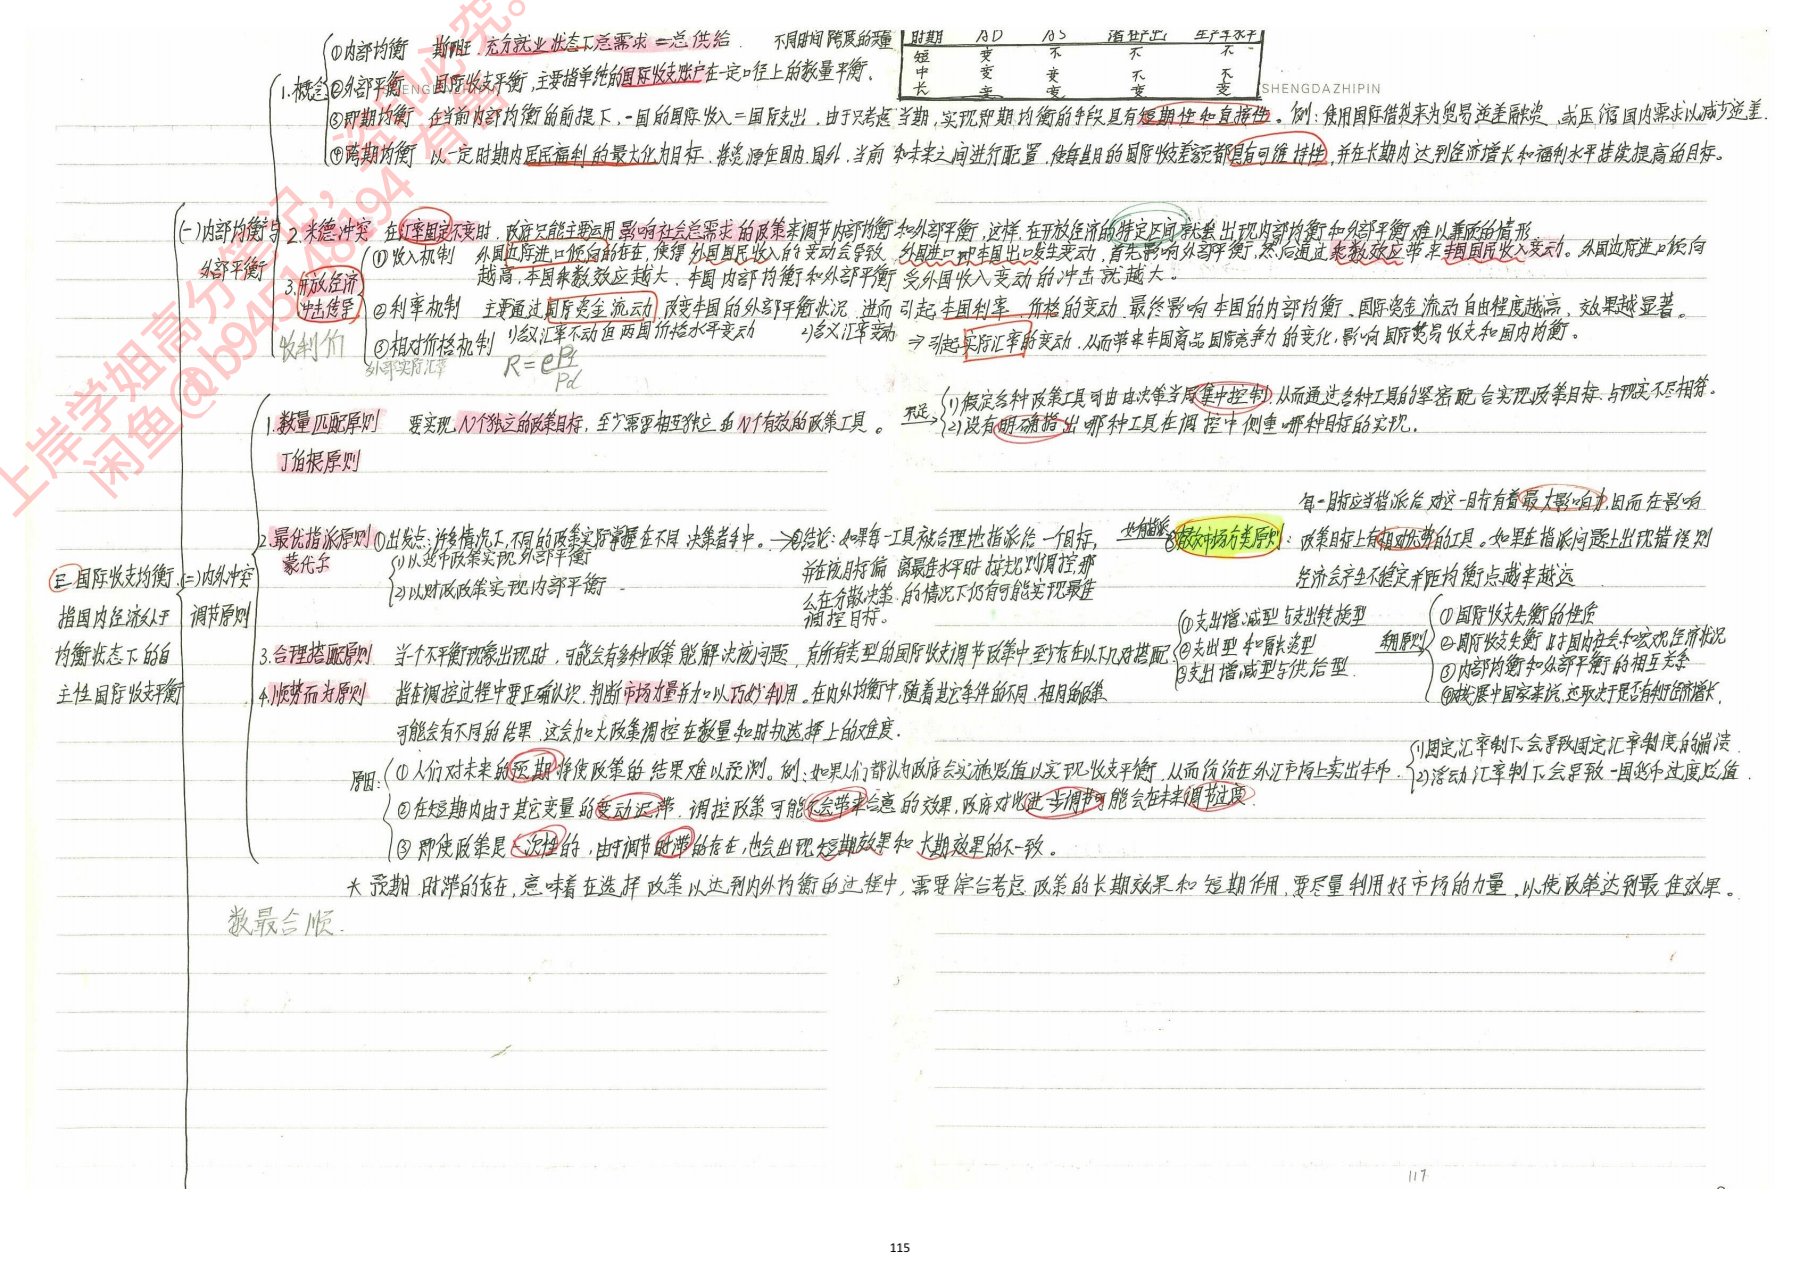 ①内部均衡 斯旺：充分就业状态下总需求＝总供给． 不同时间跨度的
时期 AD AS 潜在产出 生产率水平
短 变 不 不 不
中 变 变 不 不
长 变 变 变 变
1.概念 ②外部平衡 国际收支平衡，主要指单纯的国际收支账户在一定口径上的数量平衡．
SHENGDAZHIPIN
③即期均衡 在当前内部均衡的前提下，一国的国际收入＝国际支出，由于只考虑当期，实现即期均衡的手段具有短期性和直接性。例：使用国际借贷来为贸易逆差融资，或压缩国内需求以减少逆差．
④跨期均衡 以一定时期内居民福利的最大化为目标，将资源在国内、国外，当前和未来之间进行配置，使每期的国际收支差额都具有可维持性，并在长期内达到经济增长和福利水平持续提高的目标。
(一)内部均衡与外部平衡
2.米德冲突 在汇率固定不变时，政府只能主要运用影响社会总需求的政策来调节内部均衡和外部平衡，这样，在开放经济的特定区间就会出现内部均衡和外部平衡难以兼顾的情形．
3.开放经济冲击传导
①收入机制 外国边际进口倾向的存在，使得外国国民收入的变动会导致外国进口即本国出口发生变动，首先影响外部平衡，然后通过乘数效应带来本国国民收入变动。外国边际进口倾向
越高，本国乘数效应越大，本国内部均衡和外部平衡受外国收入变动的冲击就越大。
②利率机制 主要通过国际资金流动，改变本国的外部平衡状况，进而引起本国利率、价格的变动，最终影响本国的内部均衡。国际资金流动自由程度越高，效果越显著。
收利价
③相对价格机制 1)名义汇率不动但两国价格水平变动 2)名义汇率变动 ⇒引起实际汇率的变动，从而带来本国商品国际竞争力的变化，影响国际贸易收支和国内均衡。
外部实际汇率 R=e Pf/Pd
1.数量匹配原则 要实现N个独立的政策目标，至少需要相互独立的N个有效的政策工具。
丁伯根原则
不足→
1)假定各种政策工具可由决策当局集中控制，从而通过各种工具的紧密配合实现政策目标，与现实不尽相符。
2)没有明确指出哪种工具在调控中侧重哪种目标的实现。
2.最优指派原则 蒙代尔
①出发点：许多情况下，不同的政策实际掌握在不同决策者手中。
1)以货币政策实现外部平衡
2)以财政政策实现内部平衡．
→②结论：如果每一工具被合理地指派给一个目标，
并在该目标偏离最佳水平时按规则调控，那
么在分散决策的情况下仍有可能实现最佳
调控目标。
如何指派 ③有效市场分类原则：
每一目标应当指派给对这一目标有着最大影响力，因而在影响
政策目标上有相对优势的工具。如果在指派问题上出现错误则
经济会产生不稳定并距均衡点越来越远．
三 国际收支均衡
指国内经济处于
均衡状态下的自
主性国际收支平衡
(二)内外冲突调节原则
3.合理搭配原则 当一个不平衡现象出现时，可能会有多种政策能解决该问题，有所有类型的国际收支调节政策中至少存在以下几对搭配
①支出增减型与支出转换型
②支出型和融资型
③支出增减型与供给型．
①国际收支失衡的性质
②国际收支失衡时国内社会和宏观经济状况
③内部均衡和外部平衡的相互关系
④对发展中国家来说，还取决于是否有利于经济增长．
4.顺势而为原则 指在调控过程中要正确认识、判断市场力量并加以巧妙利用。在内外均衡中，随着其它条件的不同，相同的政策
可能会有不同的结果，这会加大政策调控在数量和时机选择上的难度．
原因：
①人们对未来的预期将使政策的结果难以预测。例：如果人们都认为政府会实施贬值以实现收支平衡，从而纷纷在外汇市场上卖出本币．
1)固定汇率制下会导致固定汇率制度的崩溃．
2)浮动汇率制下会导致一国货币过度贬值．
②在短期内由于其它变量的变动迟滞，调控政策可能不会带来合意的效果，政府对此进一步调节可能会在未来调节过度．
③即使政策是一次性的，由于调节时滞的存在，也会出现短期效果和长期效果的不一致。
＊预期、时滞的存在，意味着在选择政策以达到内外均衡的过程中，需要综合考虑政策的长期效果和短期作用，要尽量利用好市场的力量，以使政策达到最佳效果。
数最合顺．
117
115
上岸学姐高分笔记，盗印必究。
闲鱼@b945148194 有售